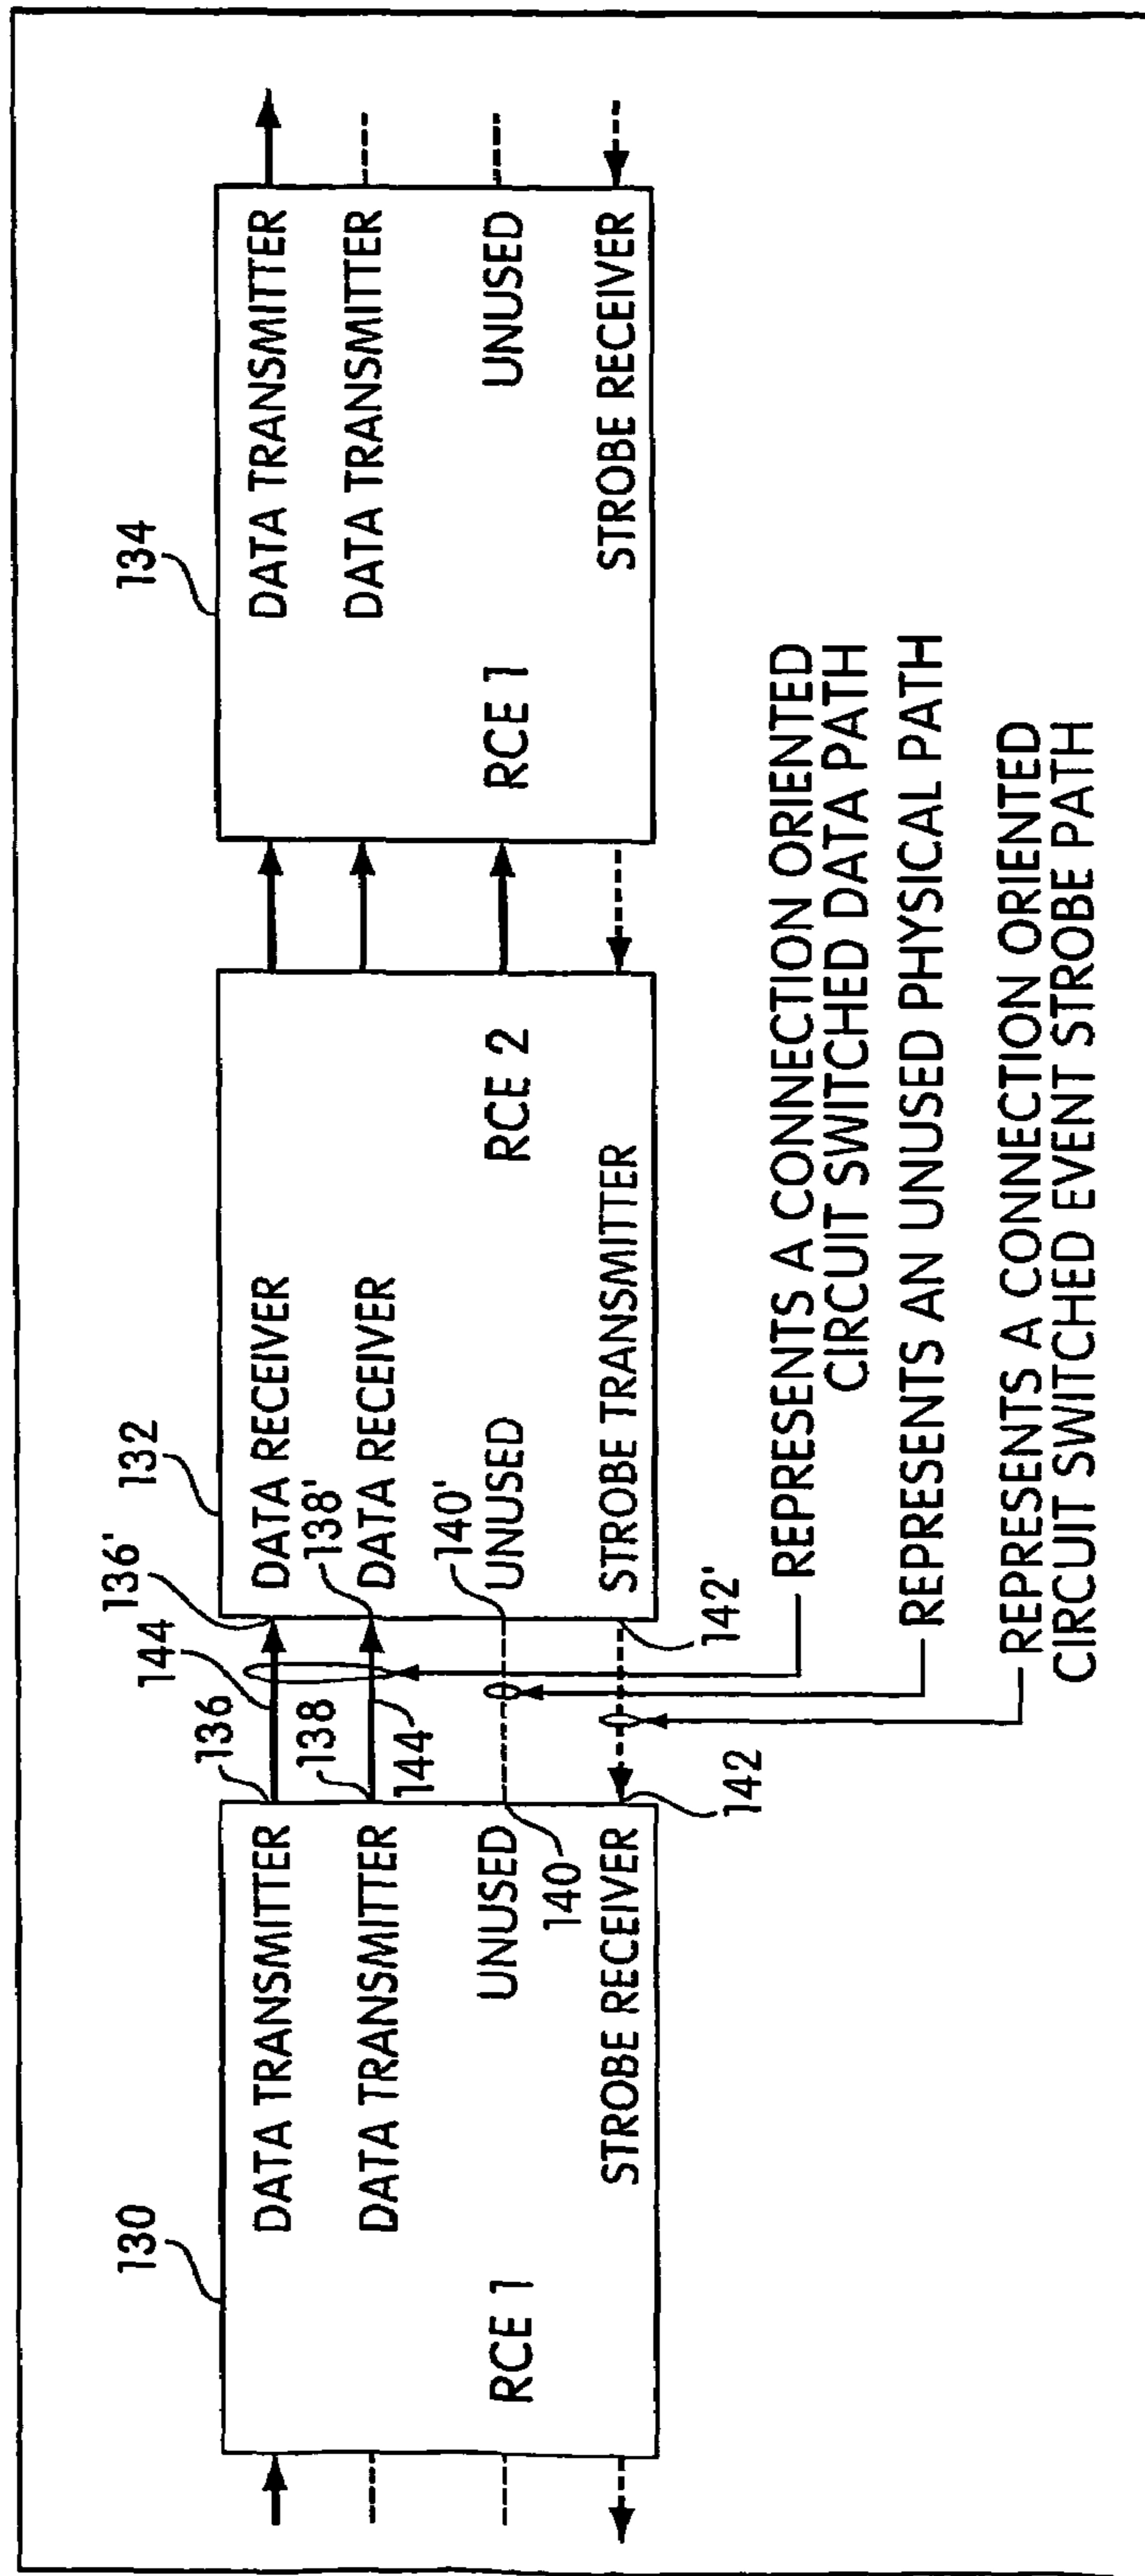 130
DATA TRANSMITTER
DATA TRANSMITTER
RCE 1
UNUSED
STROBE RECEIVER
136
144
136'
138
144
138'
140
140'
142
142'
132
DATA RECEIVER
DATA RECEIVER
UNUSED
RCE 2
STROBE TRANSMITTER
134
DATA TRANSMITTER
DATA TRANSMITTER
RCE 1
UNUSED
STROBE RECEIVER
REPRESENTS A CONNECTION ORIENTED
CIRCUIT SWITCHED DATA PATH
REPRESENTS AN UNUSED PHYSICAL PATH
REPRESENTS A CONNECTION ORIENTED
CIRCUIT SWITCHED EVENT STROBE PATH